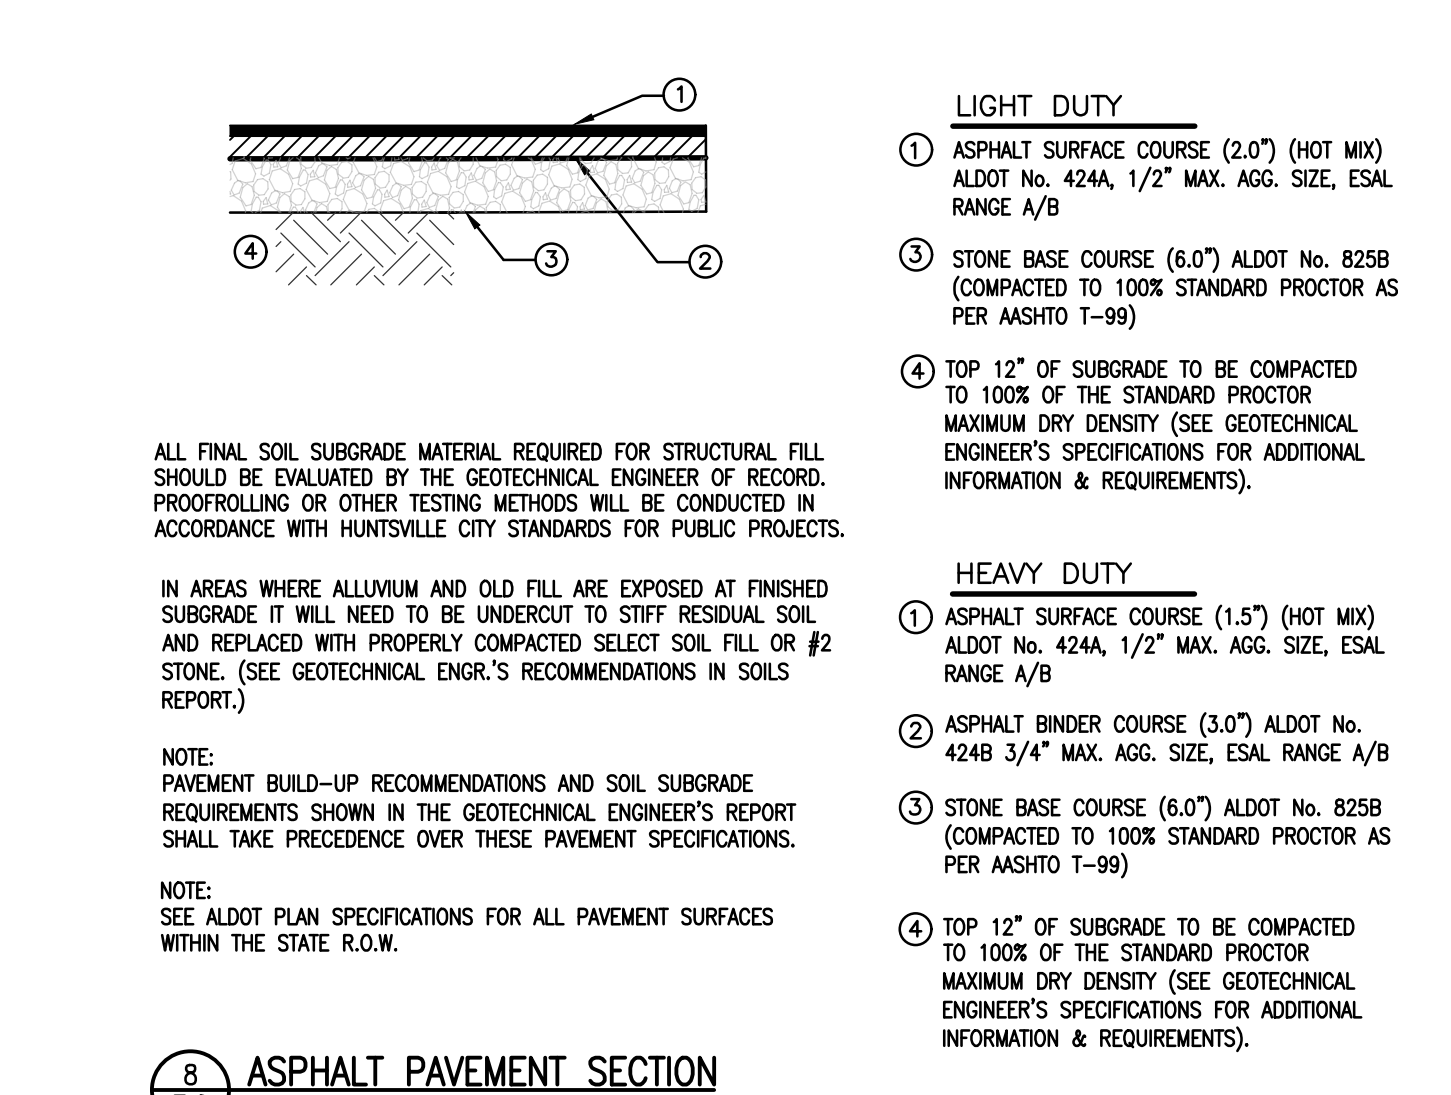 1
4
3
2
ALL FINAL SOIL SUBGRADE MATERIAL REQUIRED FOR STRUCTURAL FILL
SHOULD BE EVALUATED BY THE GEOTECHNICAL ENGINEER OF RECORD.
PROOFROLLING OR OTHER TESTING METHODS WILL BE CONDUCTED IN
ACCORDANCE WITH HUNTSVILLE CITY STANDARDS FOR PUBLIC PROJECTS.
IN AREAS WHERE ALLUVIUM AND OLD FILL ARE EXPOSED AT FINISHED
SUBGRADE IT WILL NEED TO BE UNDERCUT TO STIFF RESIDUAL SOIL
AND REPLACED WITH PROPERLY COMPACTED SELECT SOIL FILL OR #2
STONE. (SEE GEOTECHNICAL ENGR.'S RECOMMENDATIONS IN SOILS
REPORT.)
NOTE:
PAVEMENT BUILD-UP RECOMMENDATIONS AND SOIL SUBGRADE
REQUIREMENTS SHOWN IN THE GEOTECHNICAL ENGINEER'S REPORT
SHALL TAKE PRECEDENCE OVER THESE PAVEMENT SPECIFICATIONS.
NOTE:
SEE ALDOT PLAN SPECIFICATIONS FOR ALL PAVEMENT SURFACES
WITHIN THE STATE R.O.W.
8 ASPHALT PAVEMENT SECTION
LIGHT DUTY
1 ASPHALT SURFACE COURSE (2.0") (HOT MIX)
ALDOT No. 424A, 1/2" MAX. AGG. SIZE, ESAL
RANGE A/B
3 STONE BASE COURSE (6.0") ALDOT No. 825B
(COMPACTED TO 100% STANDARD PROCTOR AS
PER AASHTO T-99)
4 TOP 12" OF SUBGRADE TO BE COMPACTED
TO 100% OF THE STANDARD PROCTOR
MAXIMUM DRY DENSITY (SEE GEOTECHNICAL
ENGINEER'S SPECIFICATIONS FOR ADDITIONAL
INFORMATION & REQUIREMENTS).
HEAVY DUTY
1 ASPHALT SURFACE COURSE (1.5") (HOT MIX)
ALDOT No. 424A, 1/2" MAX. AGG. SIZE, ESAL
RANGE A/B
2 ASPHALT BINDER COURSE (3.0") ALDOT No.
424B 3/4" MAX. AGG. SIZE, ESAL RANGE A/B
3 STONE BASE COURSE (6.0") ALDOT No. 825B
(COMPACTED TO 100% STANDARD PROCTOR AS
PER AASHTO T-99)
4 TOP 12" OF SUBGRADE TO BE COMPACTED
TO 100% OF THE STANDARD PROCTOR
MAXIMUM DRY DENSITY (SEE GEOTECHNICAL
ENGINEER'S SPECIFICATIONS FOR ADDITIONAL
INFORMATION & REQUIREMENTS).